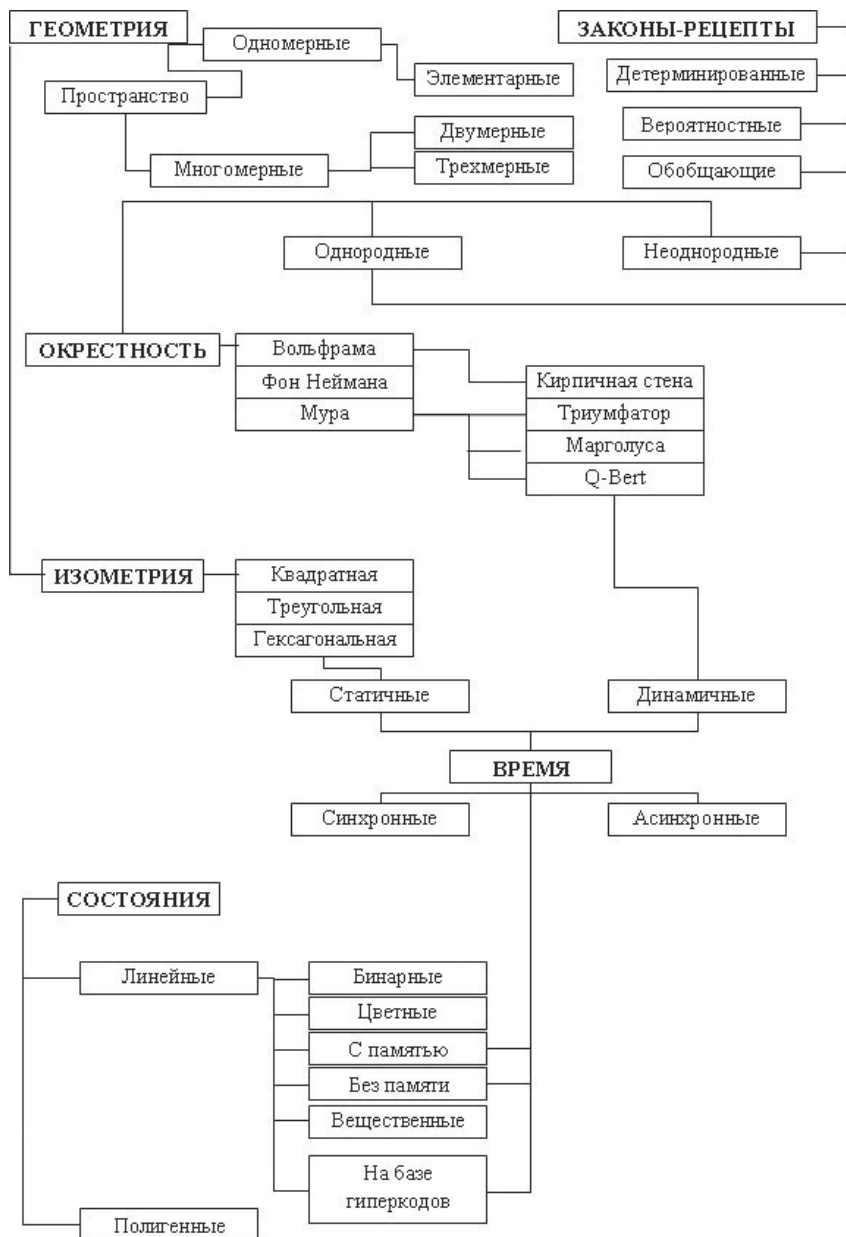 ГЕОМЕТРИЯ
Одномерные
ЗАКОНЫ-РЕЦЕПТЫ
Элементарные
Детерминированные
Пространство
Двумерные
Вероятностные
Многомерные
Трехмерные
Обобщающие
Однородные
Неоднородные
ОКРЕСТНОСТЬ
Вольфрама
Фон Неймана
Мура
Кирпичная стена
Триумфатор
Марголуса
Q-Bert
ИЗОМЕТРИЯ
Квадратная
Треугольная
Гексагональная
Статичные
Динамичные
ВРЕМЯ
Синхронные
Асинхронные
СОСТОЯНИЯ
Линейные
Бинарные
Цветные
С памятью
Без памяти
Вещественные
На базе
гиперкодов
Полигенные